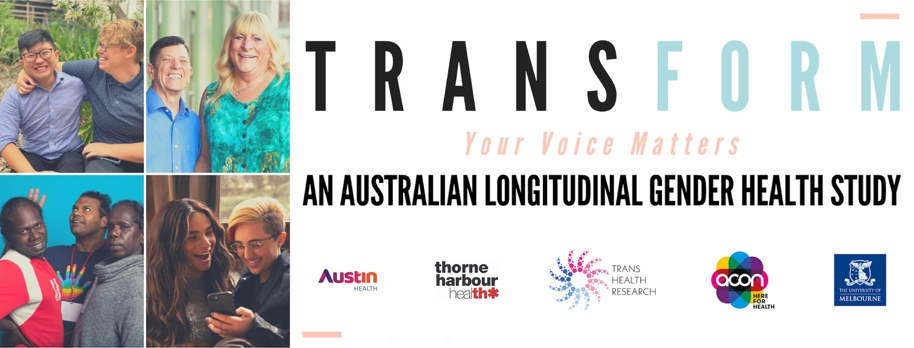 TRANSFORM
Your Voice Matters
AN AUSTRALIAN LONGITUDINAL GENDER HEALTH STUDY
Austin
HEALTH
thorne
harbour
health
TRANS
HEALTH
RESEARCH
acon
HERE
FOR
HEALTH
THE UNIVERSITY OF
MELBOURNE